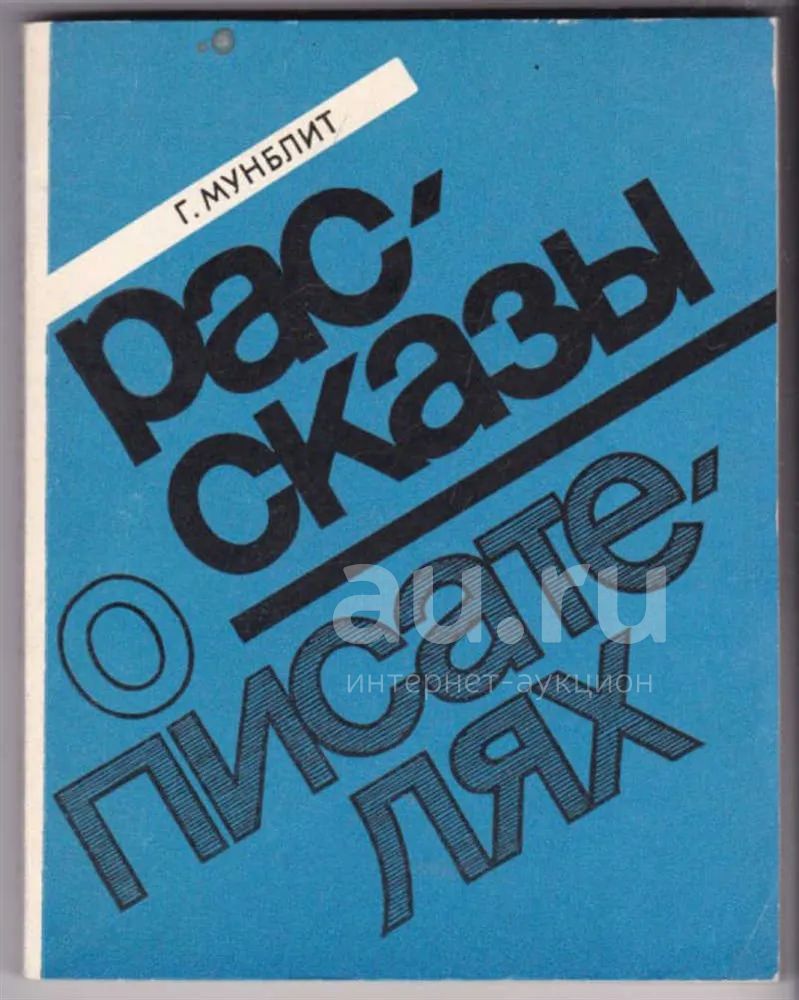 Г. МУНБЛИТ
рас-
сказы
о
писате-
лях
au.ru
интернет-аукцион